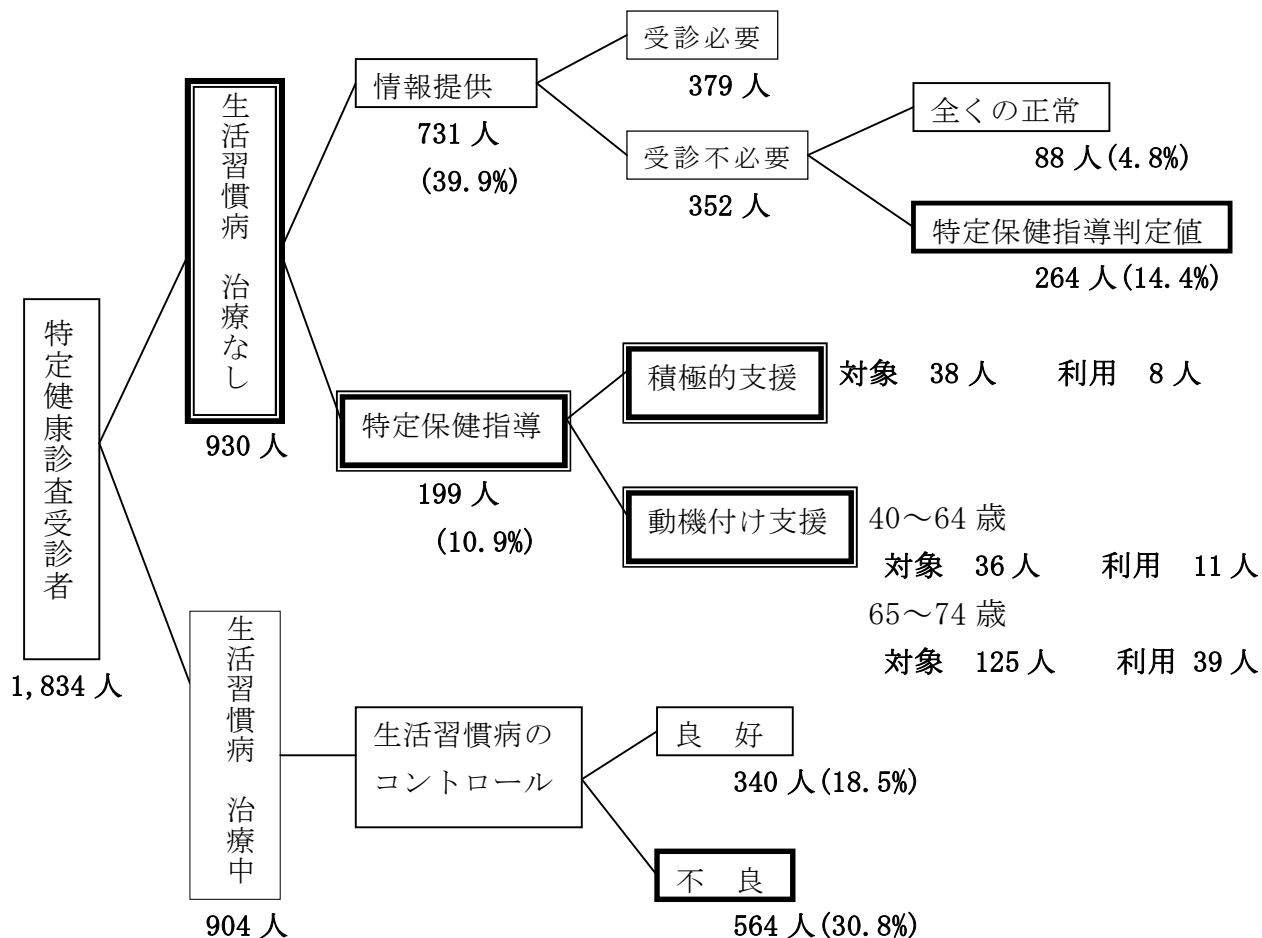 特定健康診査受診者
1,834 人
生活習慣病 治療なし
930 人
情報提供
731 人
(39.9%)
受診必要
379 人
受診不必要
352 人
全くの正常
88 人(4.8%)
特定保健指導判定値
264 人(14.4%)
特定保健指導
199 人
(10.9%)
積極的支援
対象 38 人 利用 8 人
動機付け支援
40～64 歳
対象 36 人 利用 11 人
65～74 歳
対象 125 人 利用 39 人
生活習慣病 治療中
904 人
生活習慣病の
コントロール
良 好
340 人(18.5%)
不 良
564 人(30.8%)